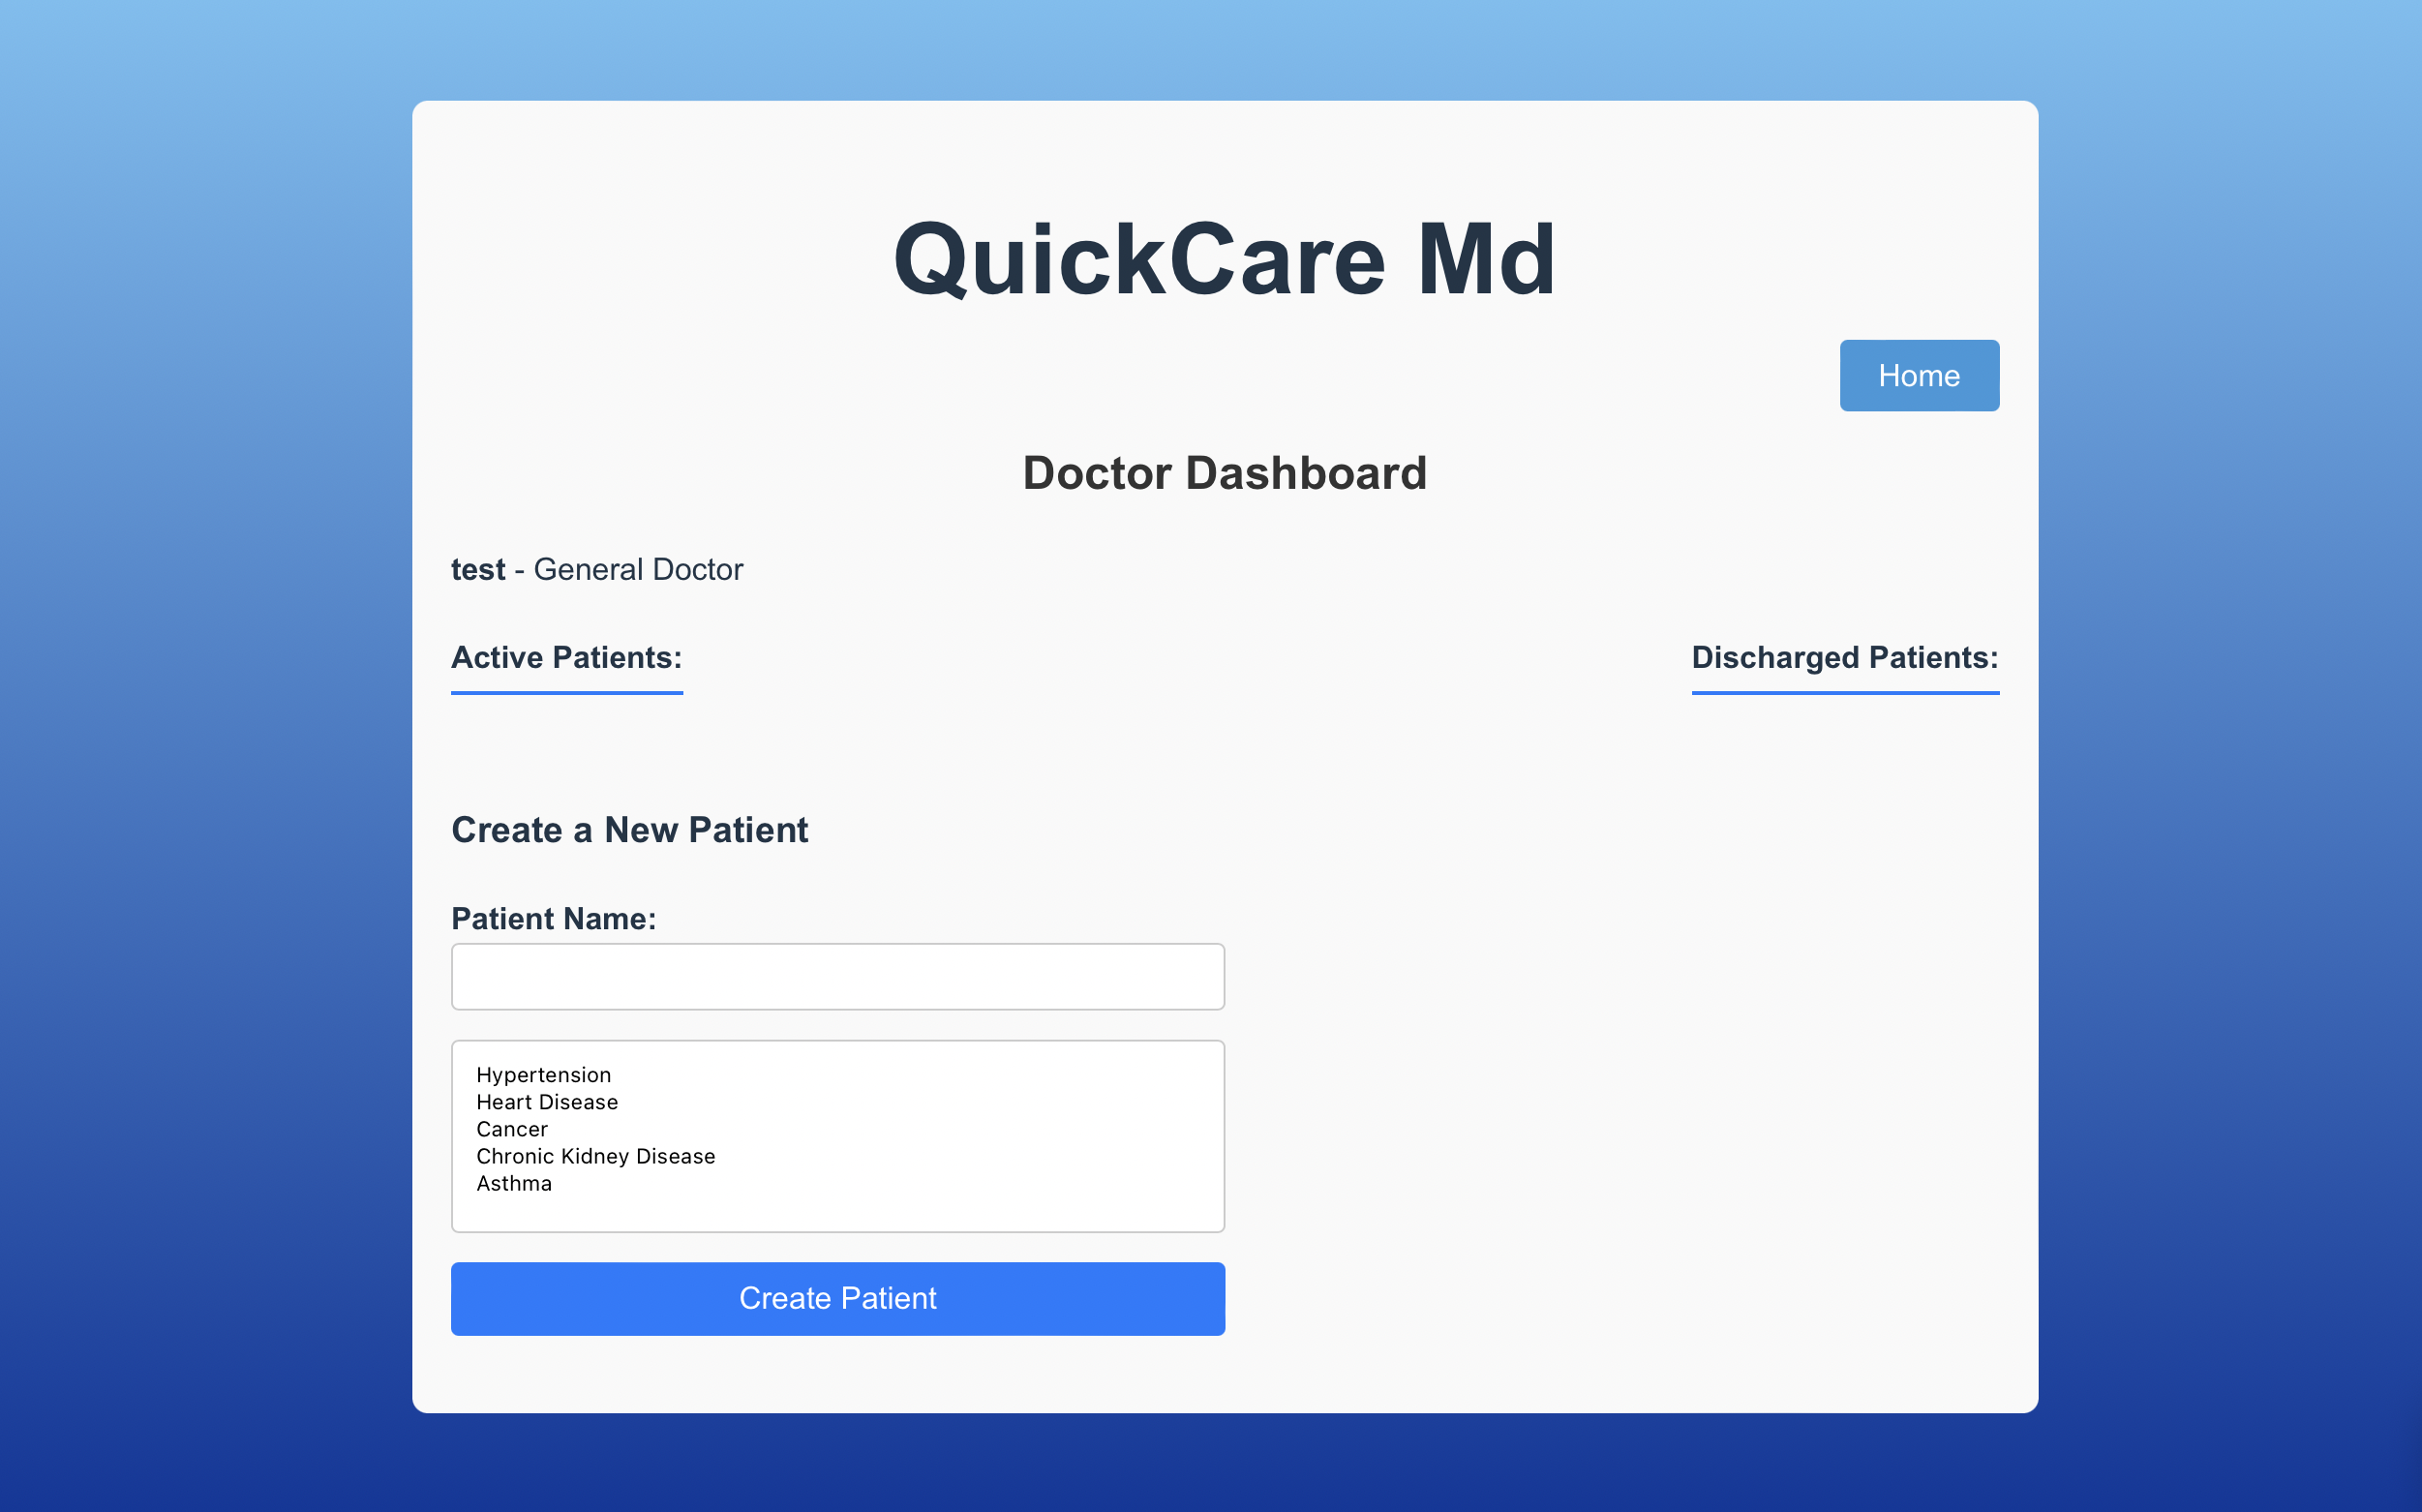 QuickCare Md
Home
Doctor Dashboard
test - General Doctor
Active Patients:
Discharged Patients:
Create a New Patient
Patient Name:
Hypertension
Heart Disease
Cancer
Chronic Kidney Disease
Asthma
Create Patient